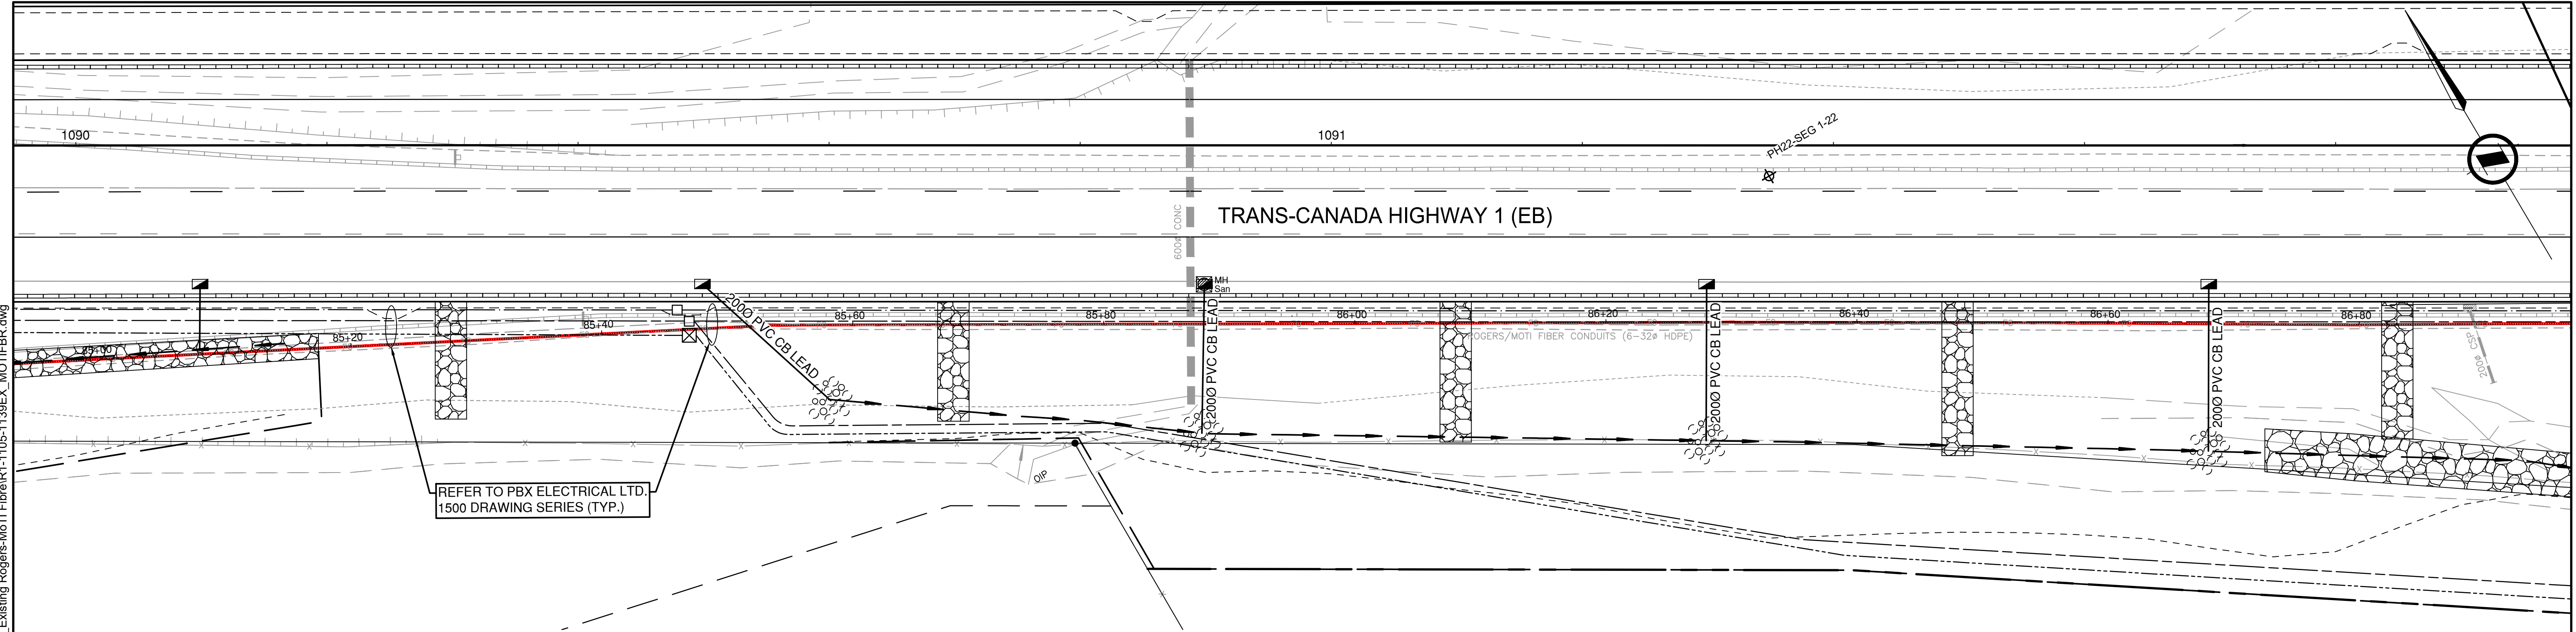 1090
1091
PH22-SEG 1-22
TRANS-CANADA HIGHWAY 1 (EB)
600ø CONC
MH
San
200Ø PVC CB LEAD
200Ø PVC CB LEAD
200Ø PVC CB LEAD
200Ø PVC CB LEAD
85+00
85+20
85+40
85+60
85+80
86+00
86+20
86+40
86+60
86+80
ROGERS/MOTI FIBER CONDUITS (6-32ø HDPE)
200ø CSP
DIP
REFER TO PBX ELECTRICAL LTD.
1500 DRAWING SERIES (TYP.)
_Existing Rogers-MoTI Fibre\R1-1105-1139EX_MOTIFIBR.dwg